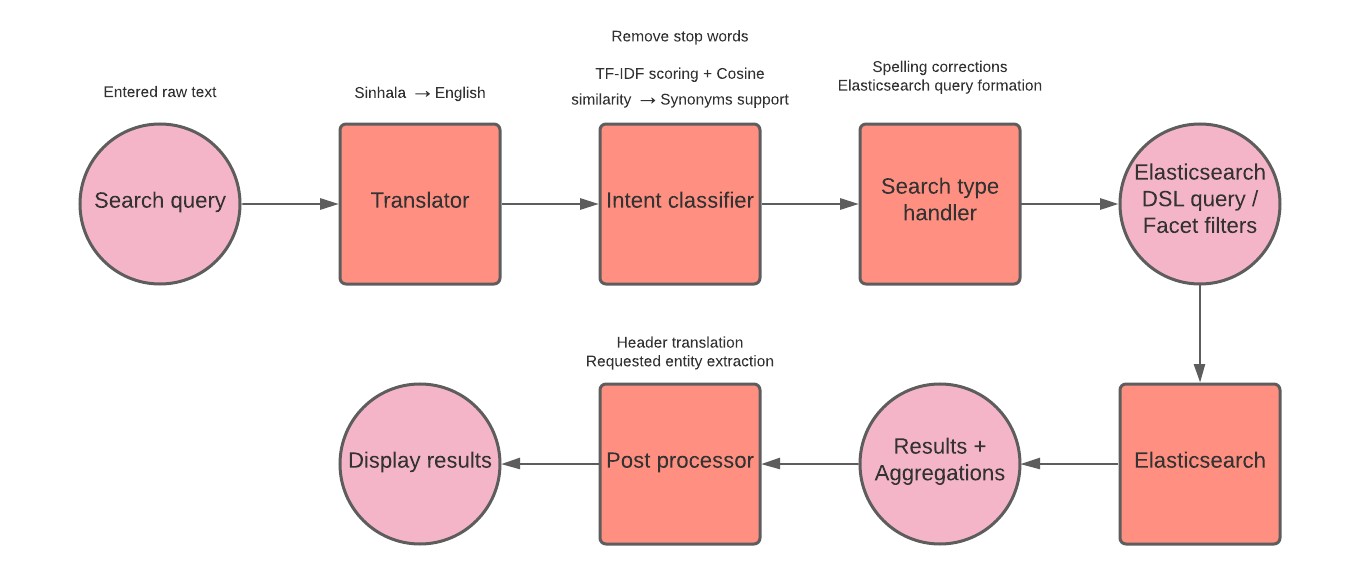 Remove stop words
TF-IDF scoring + Cosine
similarity → Synonyms support
Spelling corrections
Elasticsearch query formation
Entered raw text
Sinhala → English
Search query
Translator
Intent classifier
Search type
handler
Elasticsearch
DSL query /
Facet filters
Header translation
Requested entity extraction
Display results
Post processor
Results +
Aggregations
Elasticsearch